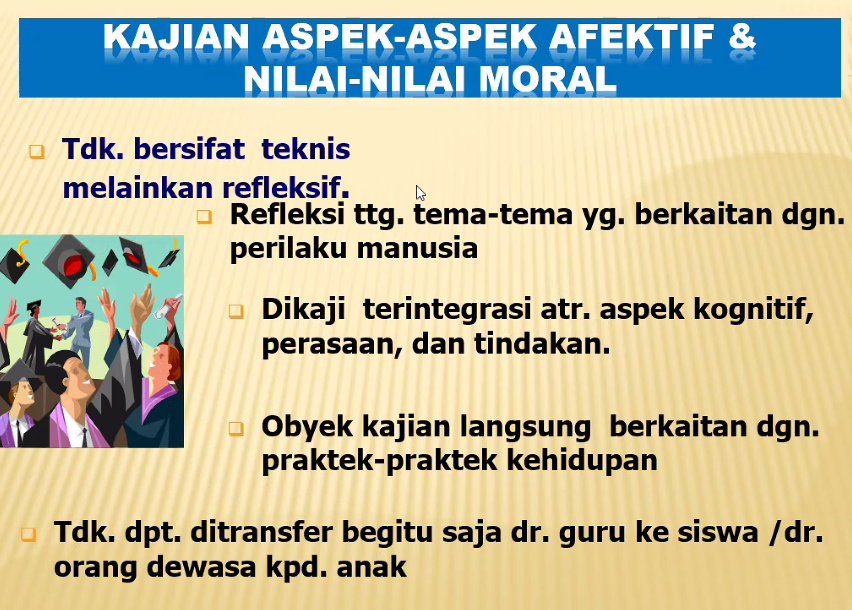 KAJIAN ASPEK-ASPEK AFEKTIF &
NILAI-NILAI MORAL
Tdk. bersifat teknis
melainkan refleksif.
Refleksi ttg. tema-tema yg. berkaitan dgn.
perilaku manusia
Dikaji terintegrasi atr. aspek kognitif,
perasaan, dan tindakan.
Obyek kajian langsung berkaitan dgn.
praktek-praktek kehidupan
Tdk. dpt. ditransfer begitu saja dr. guru ke siswa /dr.
orang dewasa kpd. anak